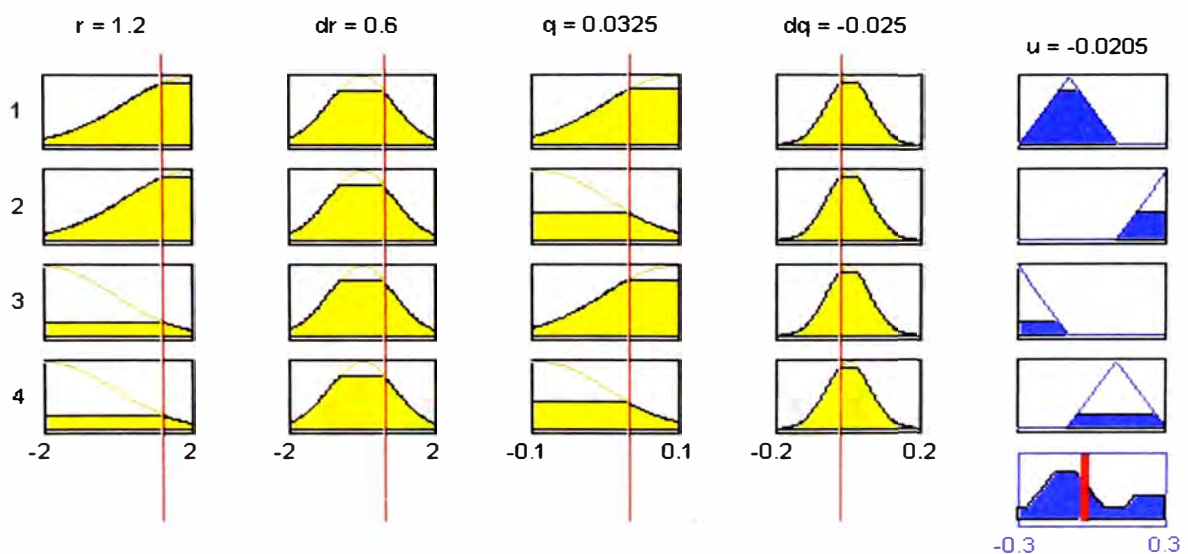 r = 1.2 dr = 0.6 q = 0.0325 dq = -0.025
u = -0.0205
1
2
3
4
-2 2 -2 2 -0.1 0.1 -0.2 0.2
-0.3 0.3